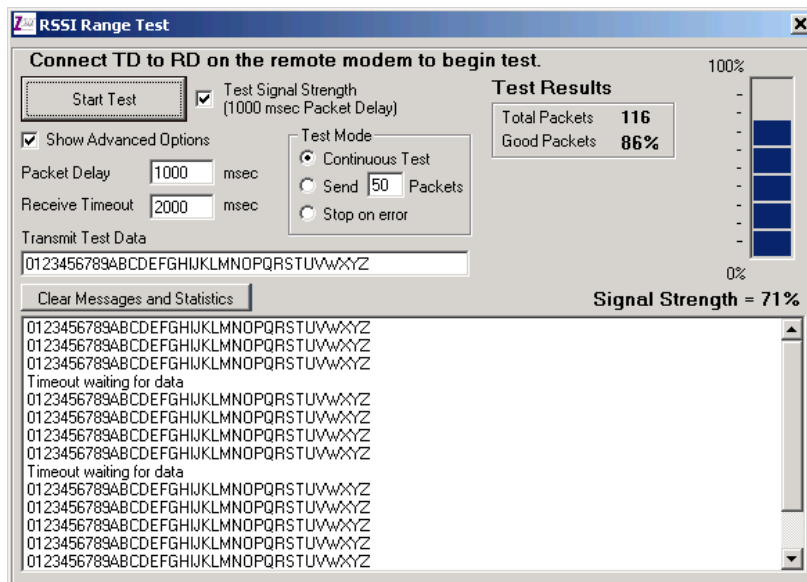 RSSI Range Test
Connect TD to RD on the remote modem to begin test.
Start Test
Test Signal Strength
(1000 msec Packet Delay)
Show Advanced Options
Packet Delay 1000 msec
Receive Timeout 2000 msec
Test Mode
Continuous Test
Send 50 Packets
Stop on error
Test Results
Total Packets 116
Good Packets 86%
100%
0%
Signal Strength = 71%
Transmit Test Data
0123456789ABCDEFGHIJKLMNOPQRSTUVWXYZ
Clear Messages and Statistics
0123456789ABCDEFGHIJKLMNOPQRSTUVWXYZ
0123456789ABCDEFGHIJKLMNOPQRSTUVWXYZ
0123456789ABCDEFGHIJKLMNOPQRSTUVWXYZ
Timeout waiting for data
0123456789ABCDEFGHIJKLMNOPQRSTUVWXYZ
0123456789ABCDEFGHIJKLMNOPQRSTUVWXYZ
0123456789ABCDEFGHIJKLMNOPQRSTUVWXYZ
0123456789ABCDEFGHIJKLMNOPQRSTUVWXYZ
Timeout waiting for data
0123456789ABCDEFGHIJKLMNOPQRSTUVWXYZ
0123456789ABCDEFGHIJKLMNOPQRSTUVWXYZ
0123456789ABCDEFGHIJKLMNOPQRSTUVWXYZ
0123456789ABCDEFGHIJKLMNOPQRSTUVWXYZ
0123456789ABCDEFGHIJKLMNOPQRSTUVWXYZ